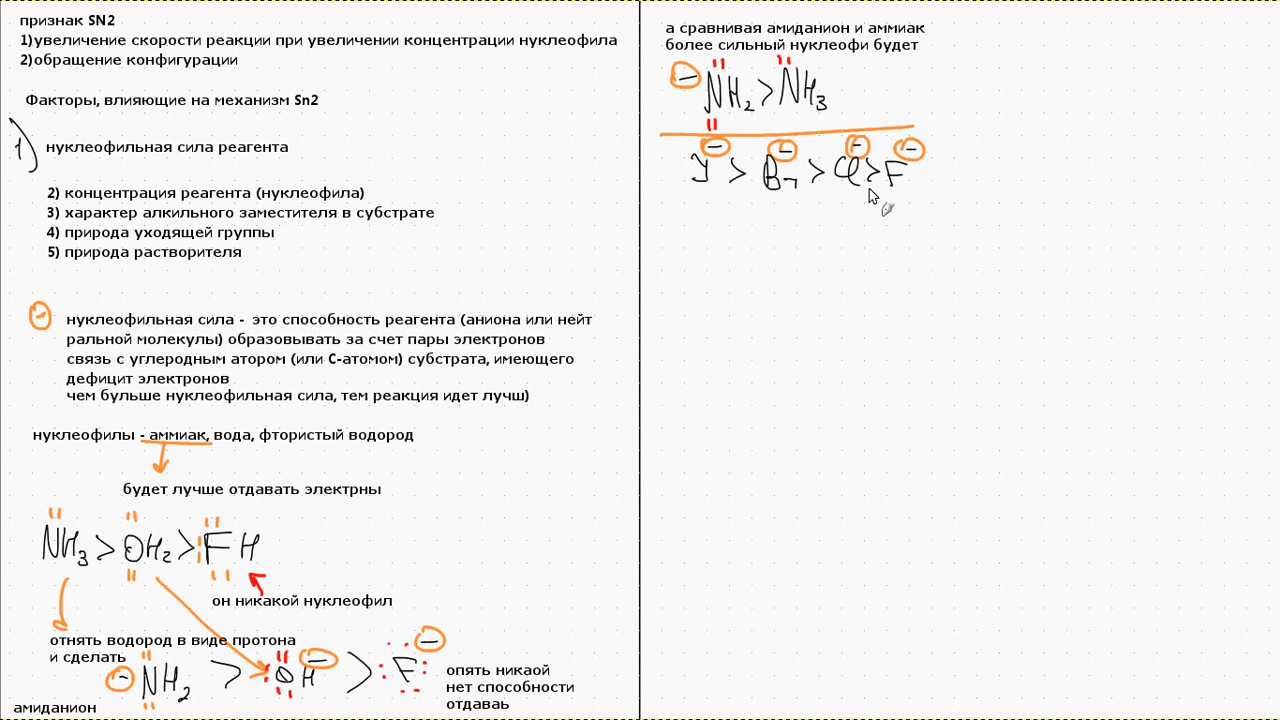 признак SN2
1)увеличение скорости реакции при увеличении концентрации нуклеофила
2)обращение конфигурации
Факторы, влияющие на механизм Sn2
1) нуклеофильная сила реагента
2) концентрация реагента (нуклеофила)
3) характер алкильного заместителя в субстрате
4) природа уходящей группы
5) природа растворителя
нуклеофильная сила - это способность реагента (аниона или нейт
ральной молекулы) образовывать за счет пары электронов
связь с углеродным атором (или С-атомом) субстрата, имеющего
дефицит электронов
чем бульше нуклеофильная сила, тем реакция идет лучш)
нуклеофилы - аммиак, вода, фтористый водород
будет лучше отдавать электрны
NH3 > OH2 > FH
он никакой нуклеофил
отнять водород в виде протона
и сделать
NH2 > OH > F
опять никаой
нет способности
отдаваь
амиданион
а сравнивая амиданион и аммиак
более сильный нуклеофи будет
NH2 > NH3
J > Br > Cl > F